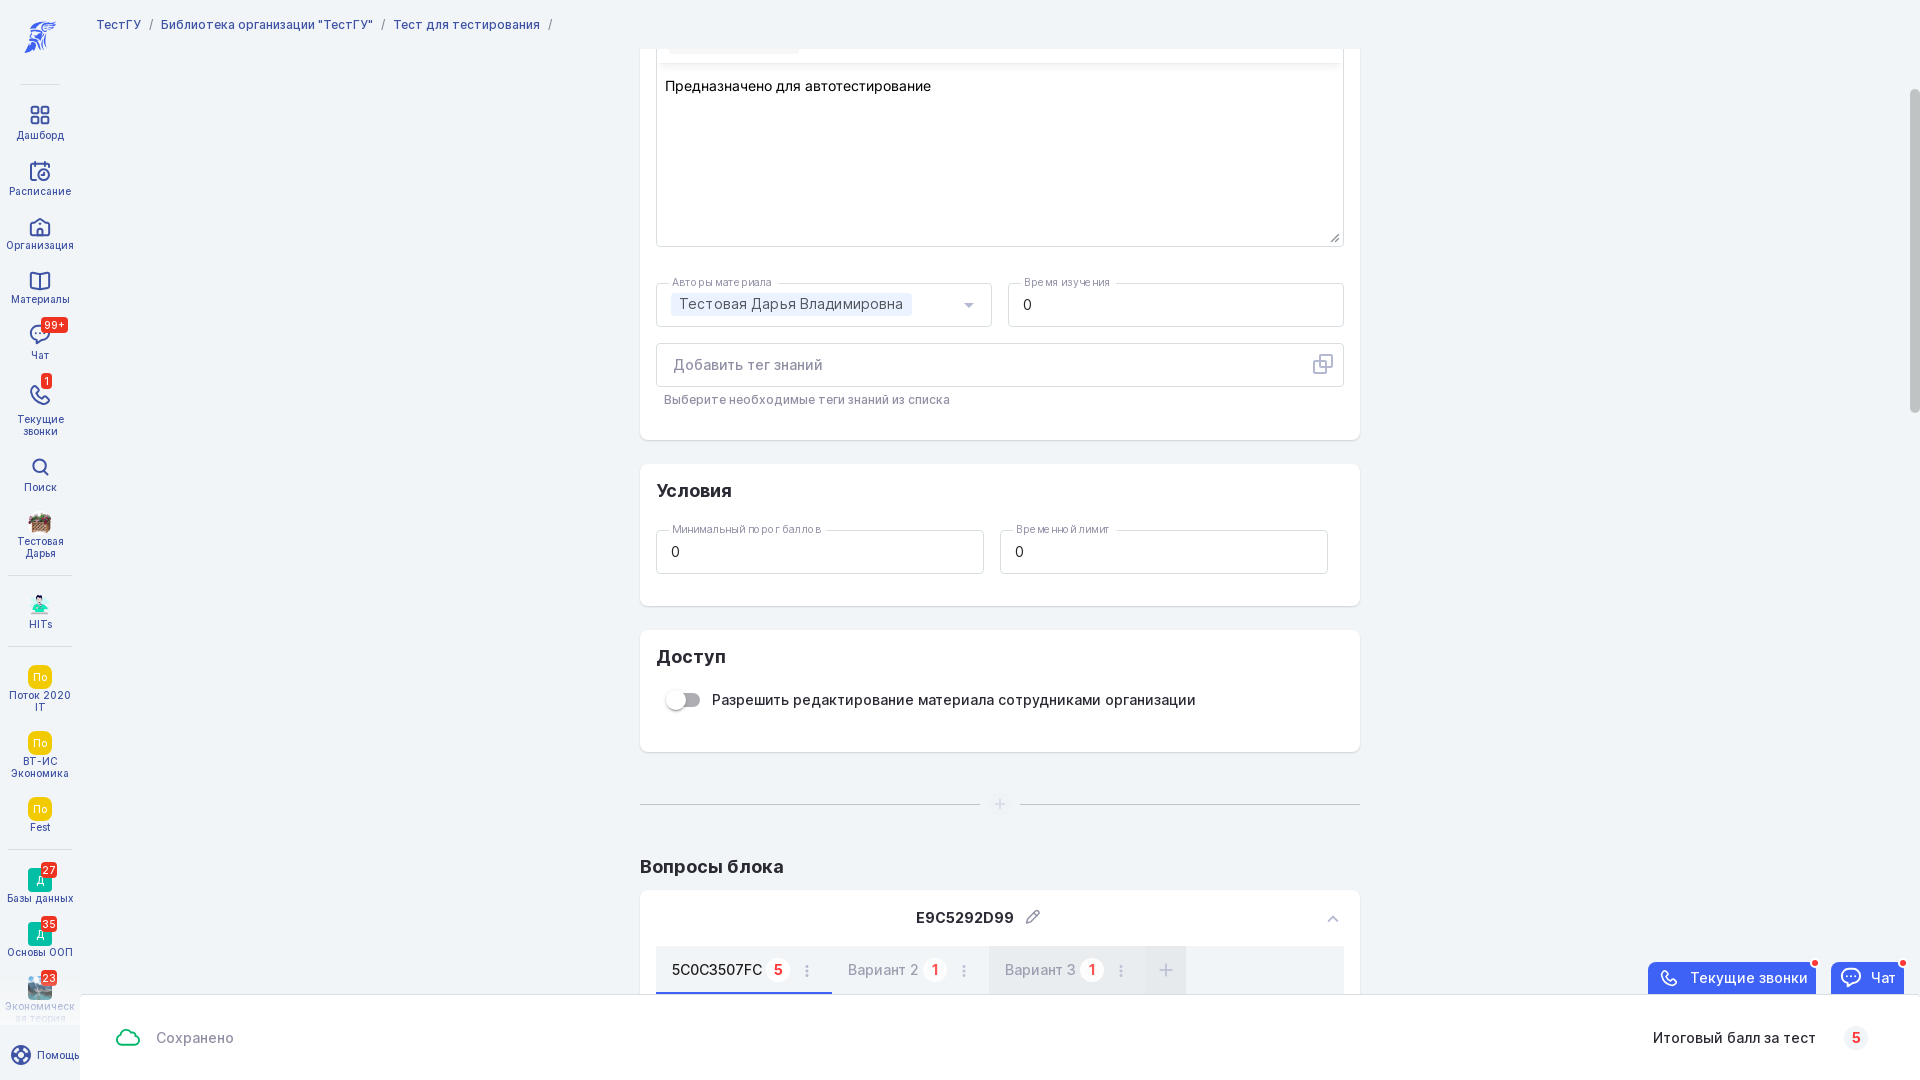 ТестГУ / Библиотека организации "ТестГУ" / Тест для тестирования /
Дашборд
Расписание
Организация
Материалы
99+
Чат
1
Текущие
звонки
Поиск
Тестовая
Дарья
HITs
По
Поток 2020
IT
По
ВТ-ИС
Экономика
По
Fest
27
Д
Базы данных
35
Д
Основы ООП
23
Экономическ
ая теория
Помощь
Предназначено для автотестирование
Авторы материала
Тестовая Дарья Владимировна
Время изучения
0
Добавить тег знаний
Выберите необходимые теги знаний из списка
Условия
Минимальный порог баллов
0
Временной лимит
0
Доступ
Разрешить редактирование материала сотрудниками организации
Вопросы блока
E9C5292D99
5C0C3507FC 5
Вариант 2 1
Вариант 3 1
Текущие звонки
Чат
Сохранено
Итоговый балл за тест 5